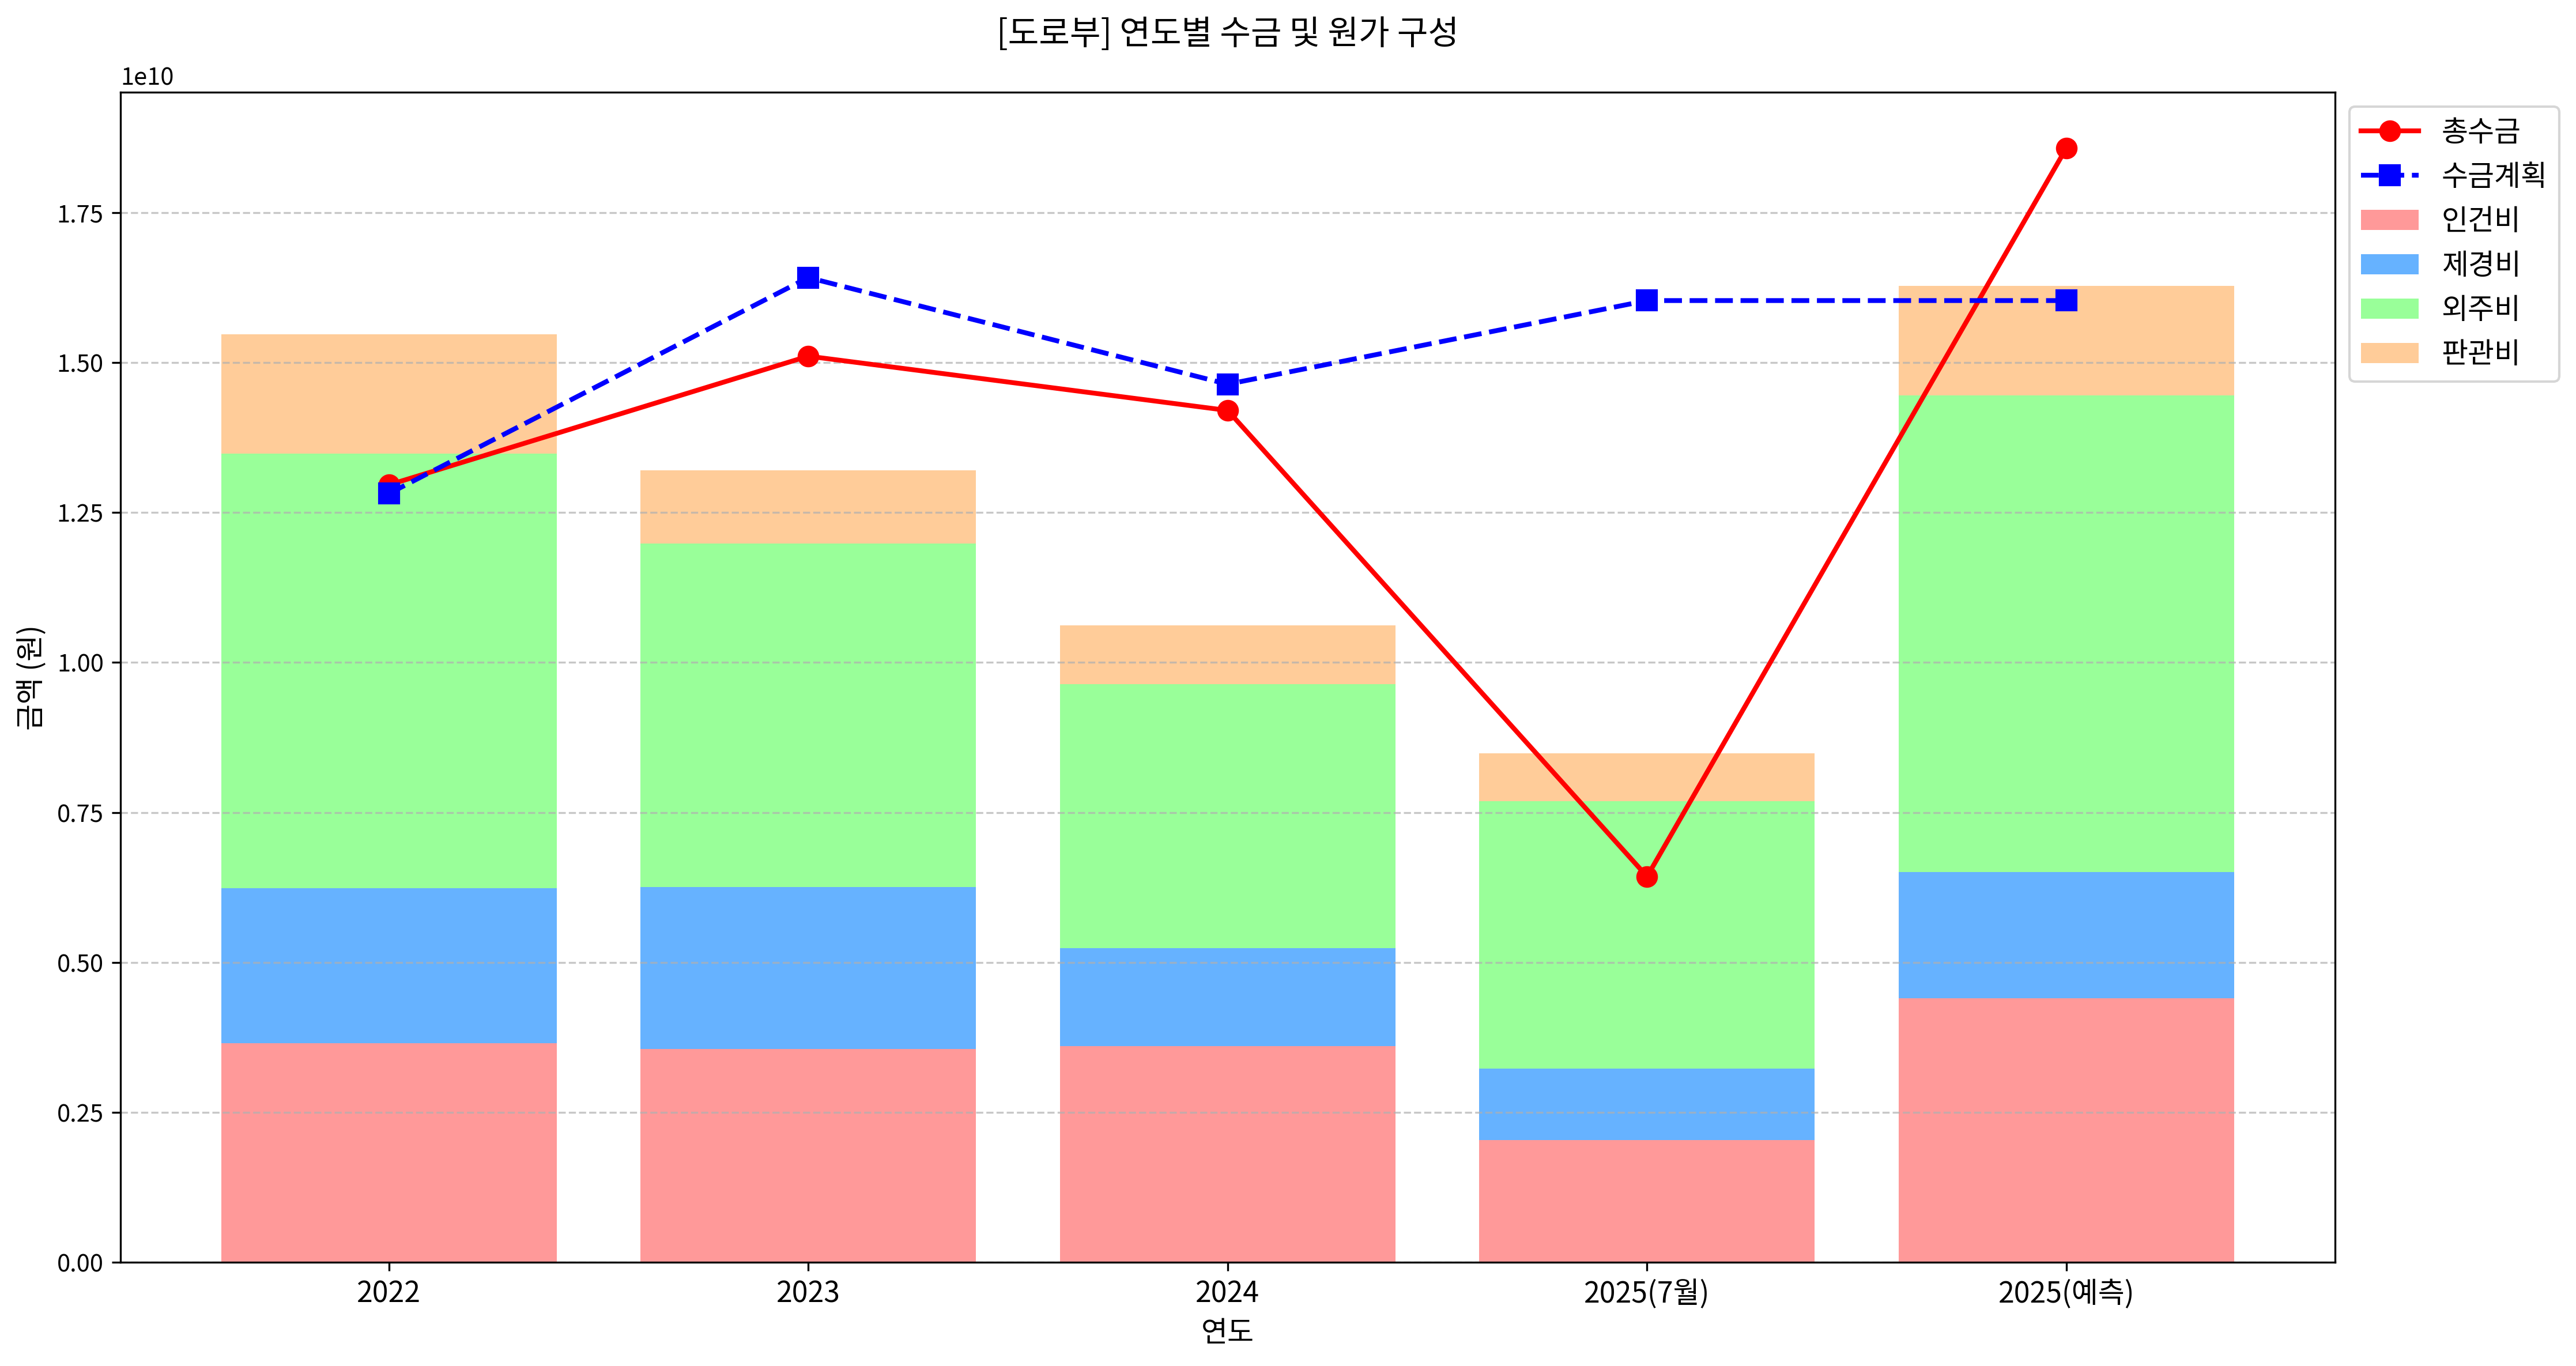 [도로부] 연도별 수금 및 원가 구성
1e10
총수금
수금계획
인건비
제경비
외주비
판관비
1.75
1.50
1.25
1.00
0.75
0.50
0.25
0.00
금액 (원)
2022
2023
2024
2025(7월)
2025(예측)
연도